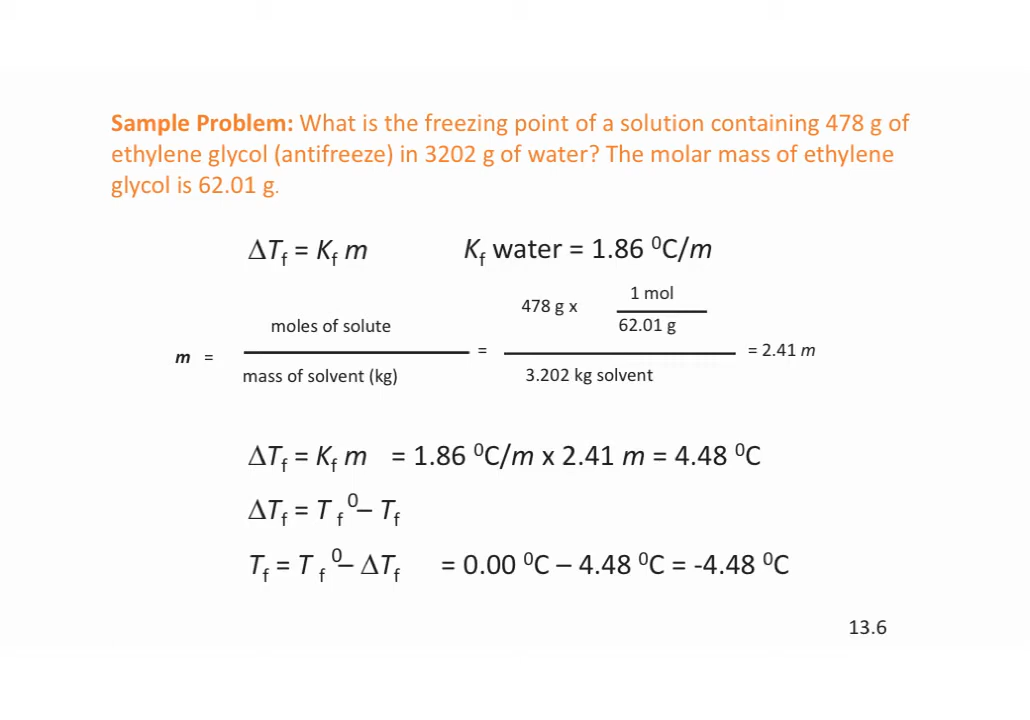 Sample Problem: What is the freezing point of a solution containing 478 g of
ethylene glycol (antifreeze) in 3202 g of water? The molar mass of ethylene
glycol is 62.01 g.
ΔTf = Kf m Kf water = 1.86 ⁰C/m
478 g x 1 mol
62.01 g
moles of solute
m = = = 2.41 m
mass of solvent (kg) 3.202 kg solvent
ΔTf = Kf m = 1.86 ⁰C/m x 2.41 m = 4.48 ⁰C
ΔTf = T f ⁰– Tf
Tf = T f ⁰– ΔTf = 0.00 ⁰C – 4.48 ⁰C = -4.48 ⁰C
13.6